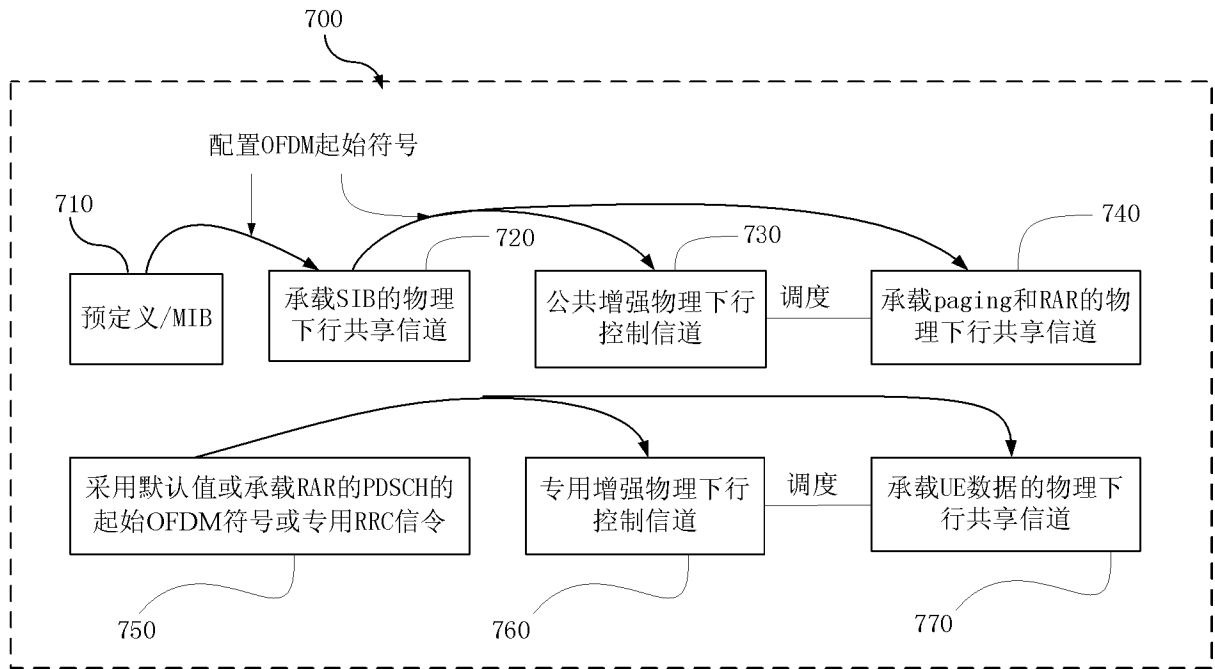 700
配置OFDM起始符号
710
720
730
740
预定义/MIB
承载SIB的物理
下行共享信道
公共增强物理下行
控制信道
调度
承载paging和RAR的物
理下行共享信道
采用默认值或承载RAR的PDSCH的
起始OFDM符号或专用RRC信令
专用增强物理下行
控制信道
调度
承载UE数据的物理下
行共享信道
750
760
770